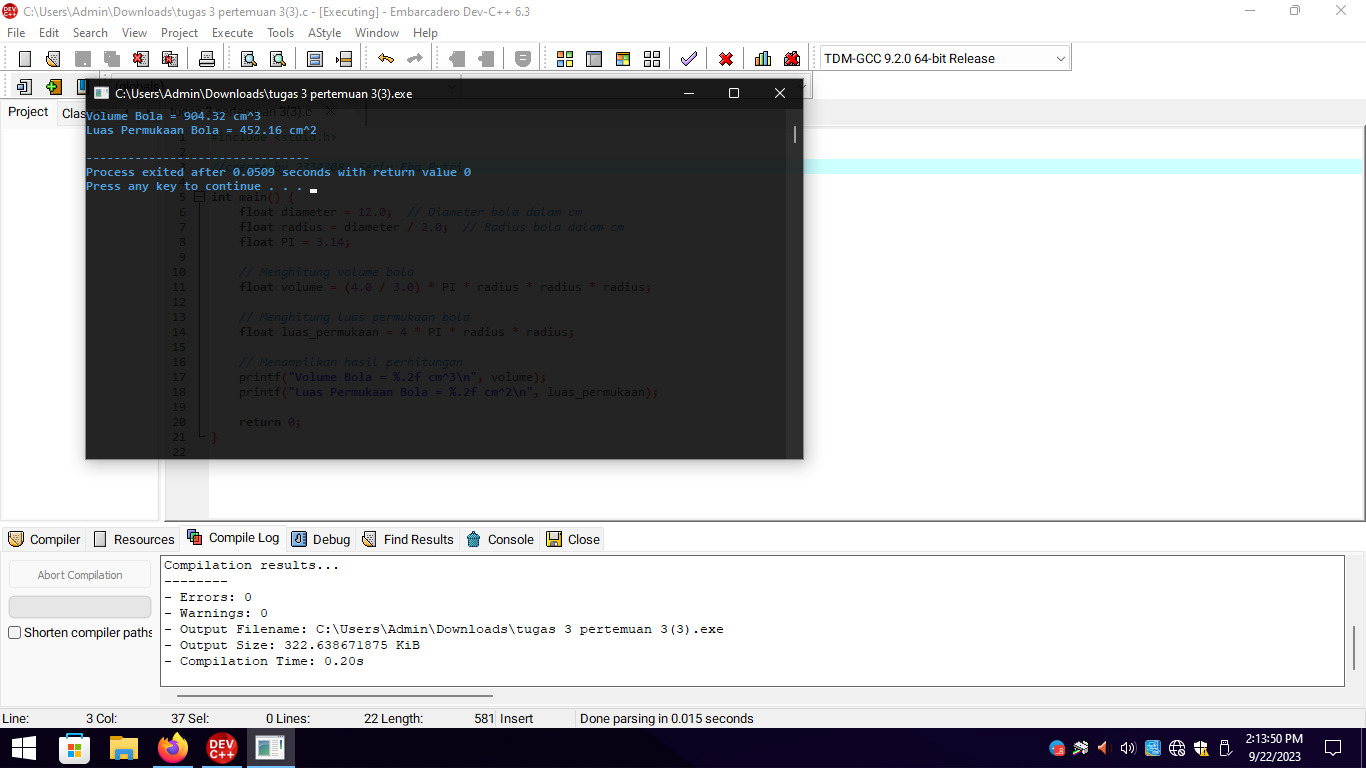 C:\Users\Admin\Downloads\tugas 3 pertemuan 3(3).c - [Executing] - Embarcadero Dev-C++ 6.3
File Edit Search View Project Execute Tools AStyle Window Help
TDM-GCC 9.2.0 64-bit Release
C:\Users\Admin\Downloads\tugas 3 pertemuan 3(3).exe
Project Clas
tugas 3 pertemuan 3(3).c
Volume Bola = 904.32 cm^3
Luas Permukaan Bola = 452.16 cm^2
1 #include <stdio.h>
2
--------------------------------
3
Process exited after 0.0509 seconds with return value 0
Press any key to continue . . .
5 int main() {
6 float diameter = 12.0; // Diameter bola dalam cm
7 float radius = diameter / 2.0; // Radius bola dalam cm
8 float PI = 3.14;
9
10 // Menghitung volume bola
11 float volume = (4.0 / 3.0) * PI * radius * radius * radius;
12
13 // Menghitung luas permukaan bola
14 float luas_permukaan = 4 * PI * radius * radius;
15
16 // Menampilkan hasil perhitungan
17 printf("Volume Bola = %.2f cm^3\n", volume);
18 printf("Luas Permukaan Bola = %.2f cm^2\n", luas_permukaan);
19
20 return 0;
21 }
22
Compiler Resources Compile Log Debug Find Results Console Close
Abort Compilation
Shorten compiler paths
Compilation results...
--------
- Errors: 0
- Warnings: 0
- Output Filename: C:\Users\Admin\Downloads\tugas 3 pertemuan 3(3).exe
- Output Size: 322.638671875 KiB
- Compilation Time: 0.20s
Line: 3 Col: 37 Sel: 0 Lines: 22 Length: 581 Insert Done parsing in 0.015 seconds
DEV C++
2:13:50 PM
9/22/2023